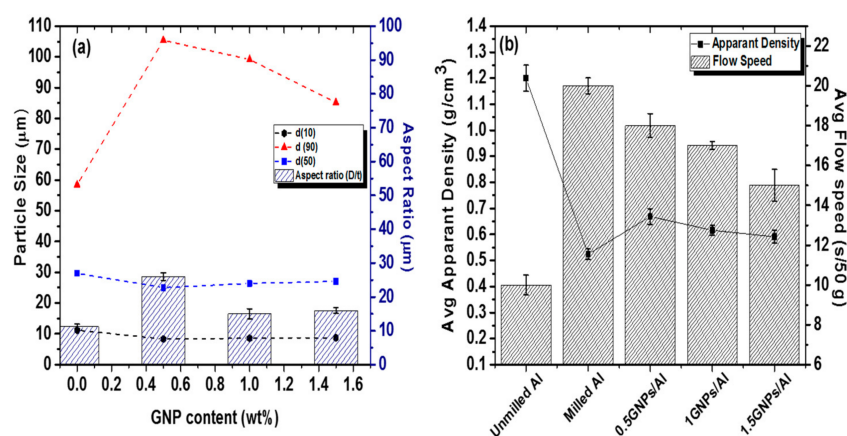 (a)
110
100
90
80
70
60
50
40
30
20
10
0
Particle Size (μm)
0.0 0.2 0.4 0.6 0.8 1.0 1.2 1.4 1.6
GNP content (wt%)
100
90
80
70
60
50
40
30
20
10
0
Aspect Ratio
(μm)
d(10)
d (90)
d(50)
Aspect ratio (D/t)
(b)
1.4
1.3
1.2
1.1
1.0
0.9
0.8
0.7
0.6
0.5
0.4
0.3
0.2
0.1
Avg Apparant Density (g/cm³)
Unmilled Al
Milled Al
0.5GNPs/Al
1GNPs/Al
1.5GNPs/Al
22
20
18
16
14
12
10
8
6
Avg Flow speed
(s/50 g)
Apparant Density
Flow Speed